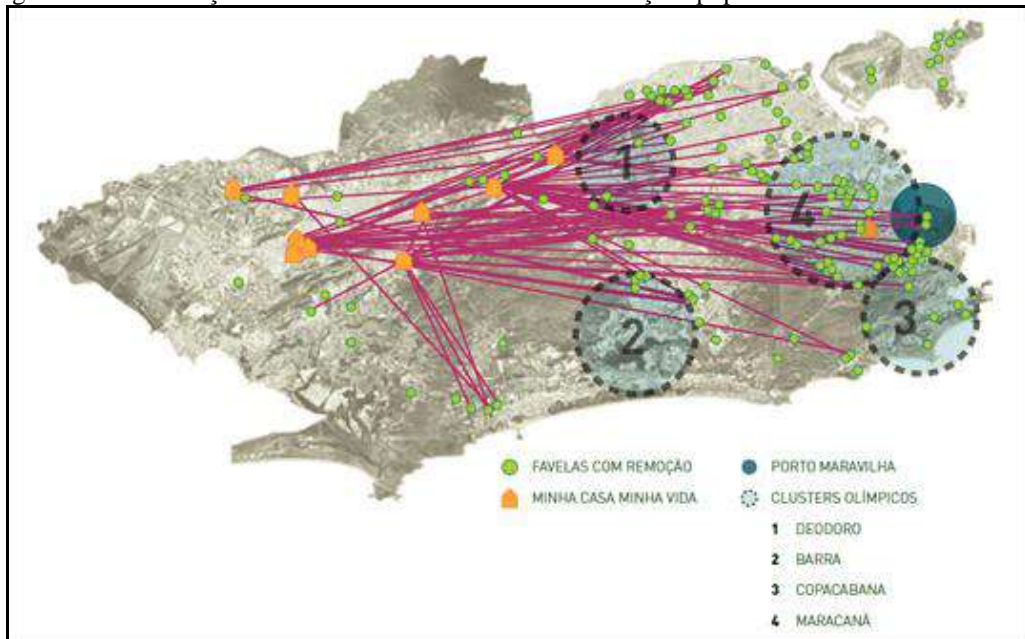 1
4
2
3
FAVELAS COM REMOÇÃO
MINHA CASA MINHA VIDA
PORTO MARAVILHA
CLUSTERS OLÍMPICOS
1 DEODORO
2 BARRA
3 COPACABANA
4 MARACANÃ